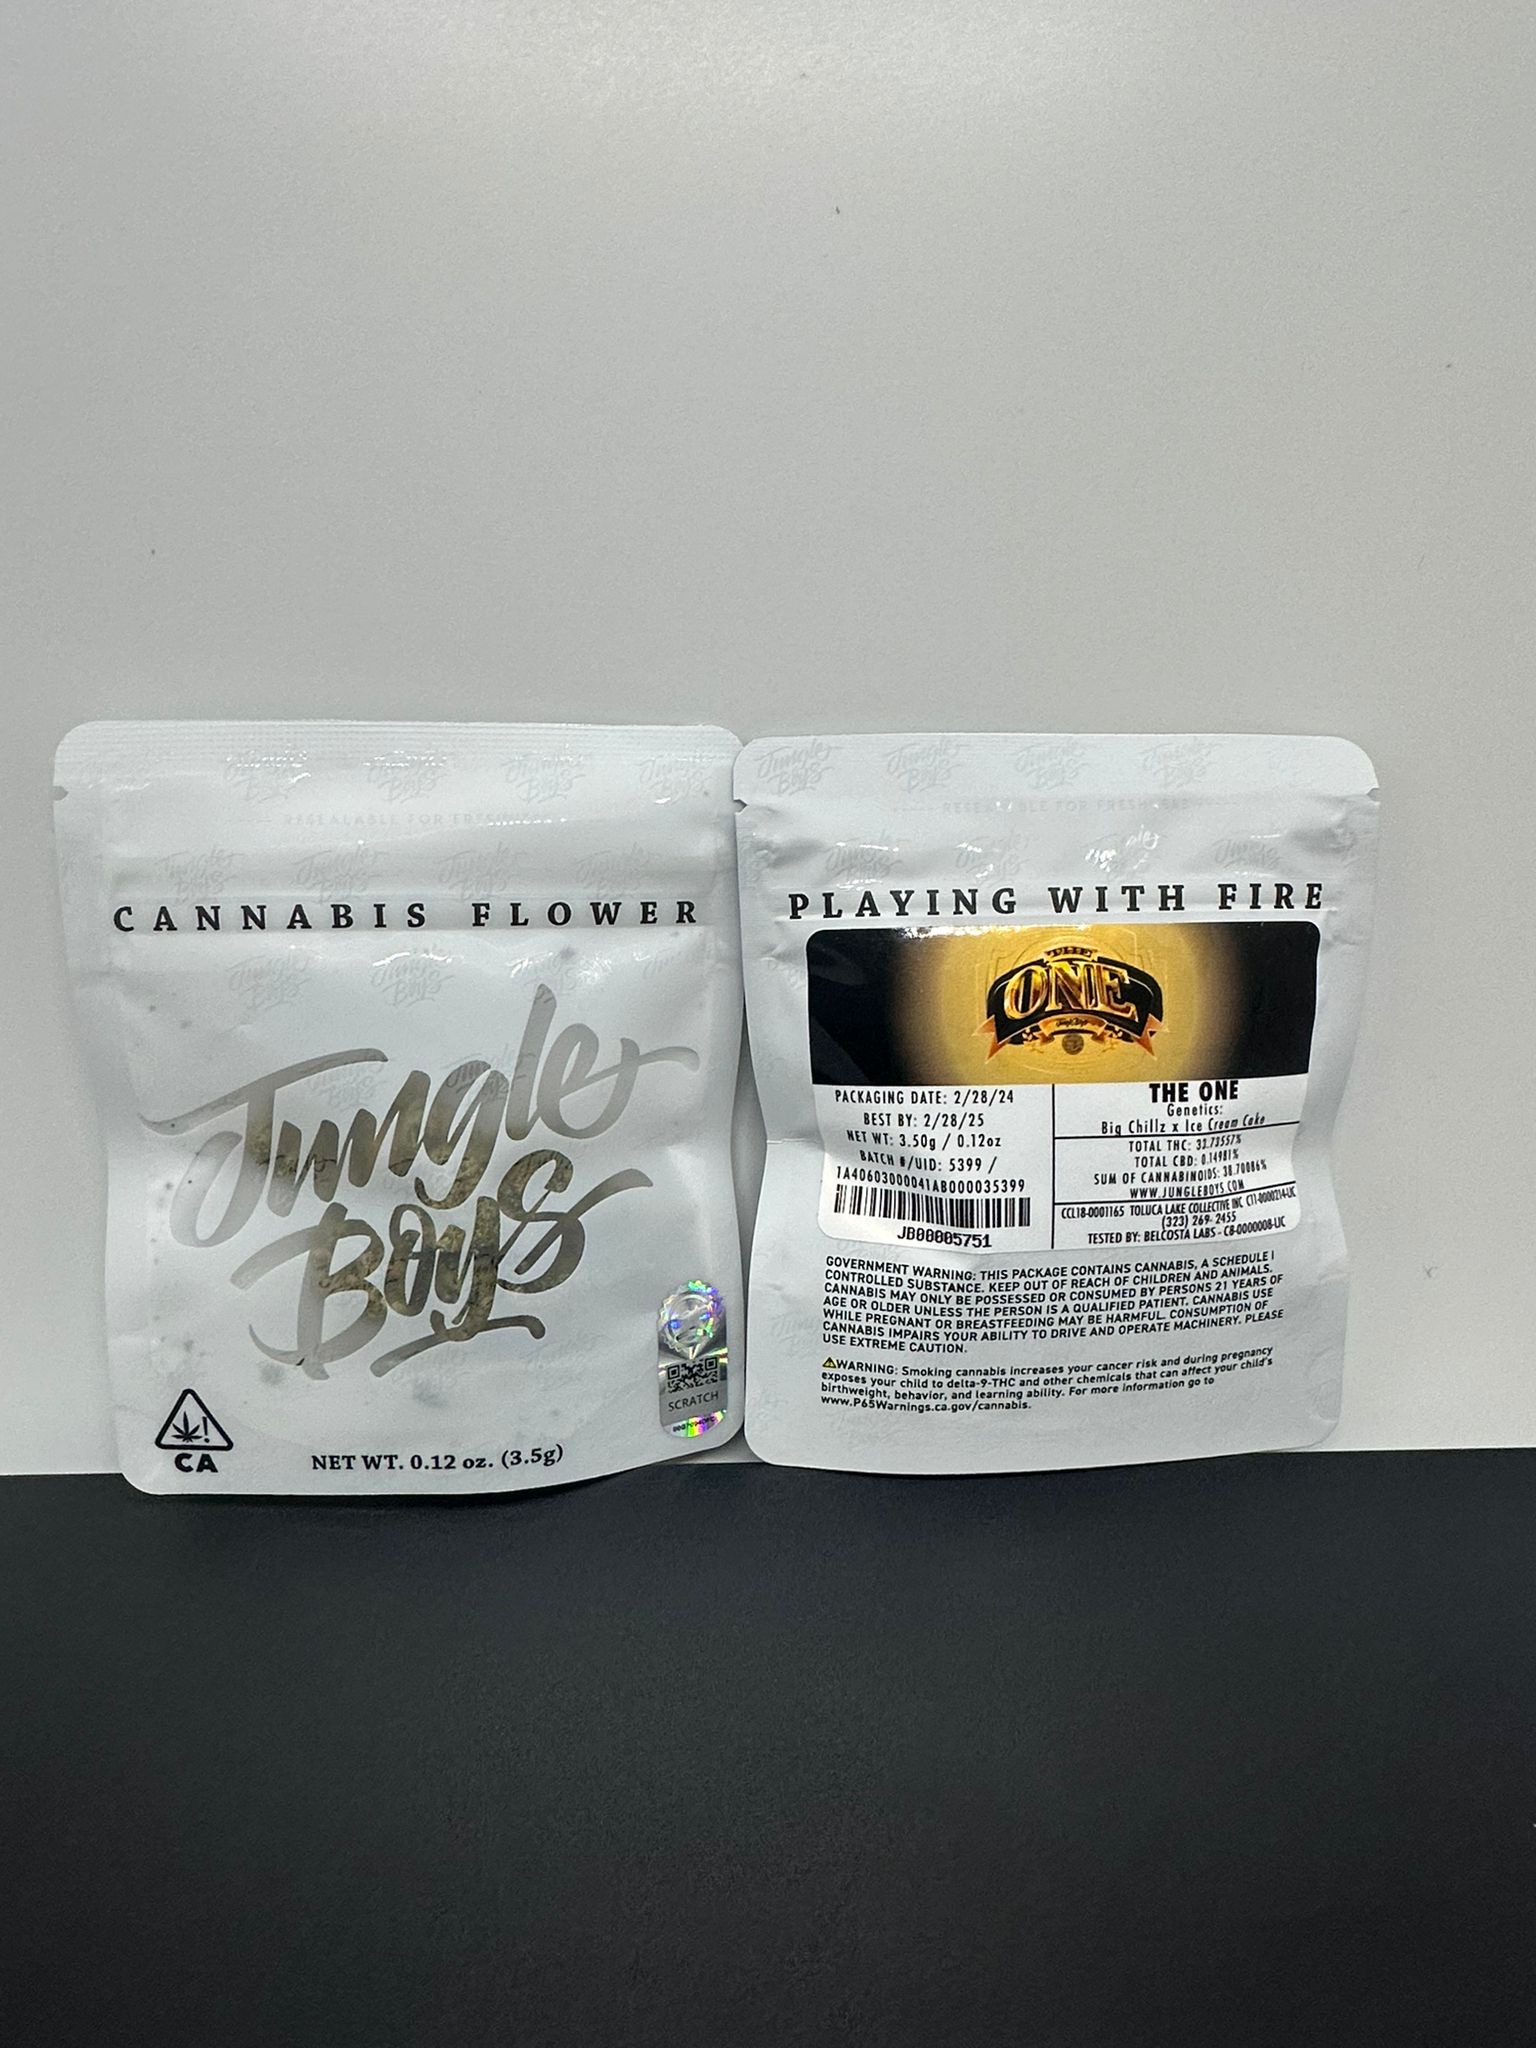 CANNABIS FLOWER
Jungle
Boys
SCRATCH
CA
NET WT. 0.12 oz. (3.5g)
RESEALABLE FOR FRESHNESS
PLAYING WITH FIRE
THE
ONE
PACKAGING DATE: 2/28/24
BEST BY: 2/28/25
NET WT: 3.50g / 0.12oz
BATCH #/UID: 5399 /
1A40603000041AB000035399
JB00005751
THE ONE
Genetics:
Big Chillz x Ice Cream Cake
TOTAL THC: 33.73557%
TOTAL CBD: 0.14981%
SUM OF CANNABINOIDS: 38.70086%
WWW.JUNGLEBOYS.COM
CCL18-0001165 TOLUCA LAKE COLLECTIVE INC C11-0000214-LIC
(323) 269-2455
TESTED BY: BELCOSTA LABS - C8-0000008-LIC
GOVERNMENT WARNING: THIS PACKAGE CONTAINS CANNABIS, A SCHEDULE I
CONTROLLED SUBSTANCE. KEEP OUT OF REACH OF CHILDREN AND ANIMALS.
CANNABIS MAY ONLY BE POSSESSED OR CONSUMED BY PERSONS 21 YEARS OF
AGE OR OLDER UNLESS THE PERSON IS A QUALIFIED PATIENT. CANNABIS USE
WHILE PREGNANT OR BREASTFEEDING MAY BE HARMFUL. CONSUMPTION OF
CANNABIS IMPAIRS YOUR ABILITY TO DRIVE AND OPERATE MACHINERY. PLEASE
USE EXTREME CAUTION.
WARNING: Smoking cannabis increases your cancer risk and during pregnancy
exposes your child to delta-9-THC and other chemicals that can affect your child's
birthweight, behavior, and learning ability. For more information go to
www.P65Warnings.ca.gov/cannabis.